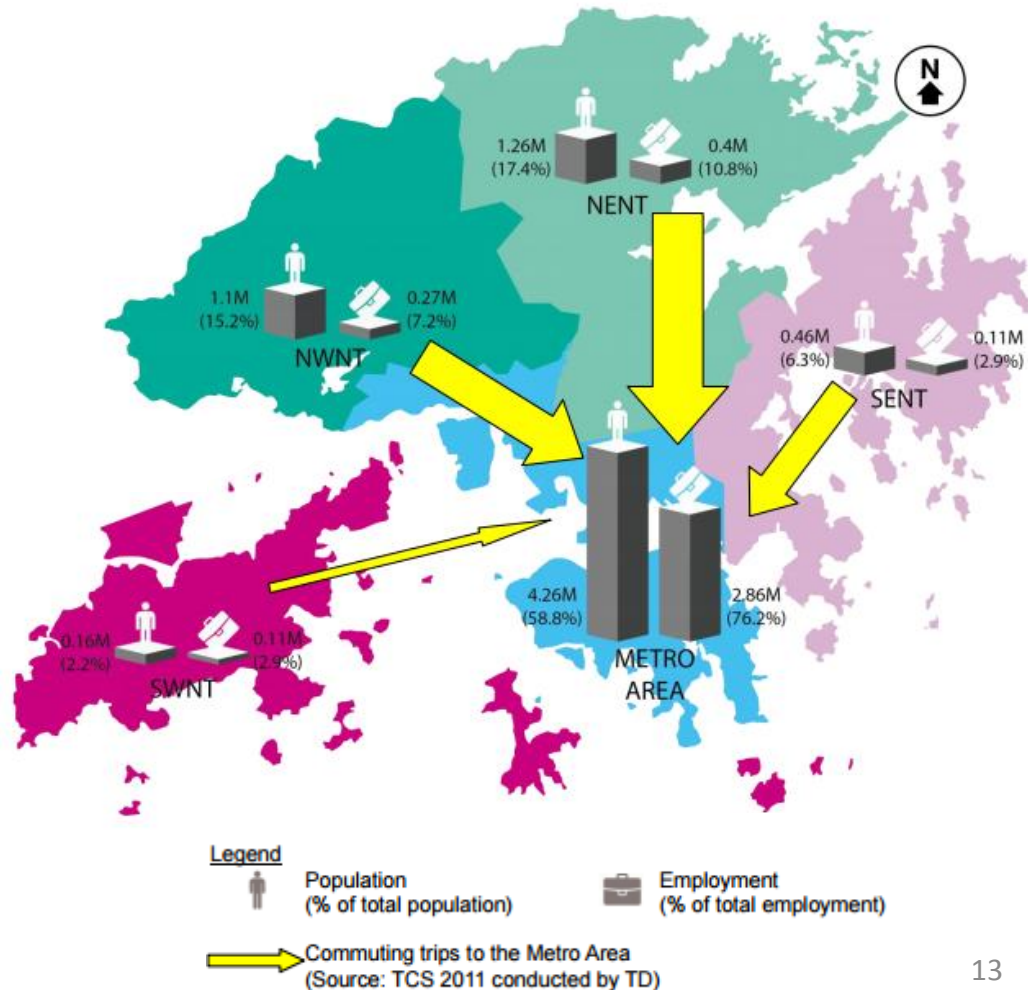 N
1.26M
(17.4%)
0.4M
(10.8%)
NENT
1.1M
(15.2%)
0.27M
(7.2%)
NWNT
0.46M
(6.3%)
0.11M
(2.9%)
SENT
4.26M
(58.8%)
2.86M
(76.2%)
METRO
AREA
0.16M
(2.2%)
0.11M
(2.9%)
SWNT
Legend
Population
(% of total population)
Employment
(% of total employment)
Commuting trips to the Metro Area
(Source: TCS 2011 conducted by TD)
13